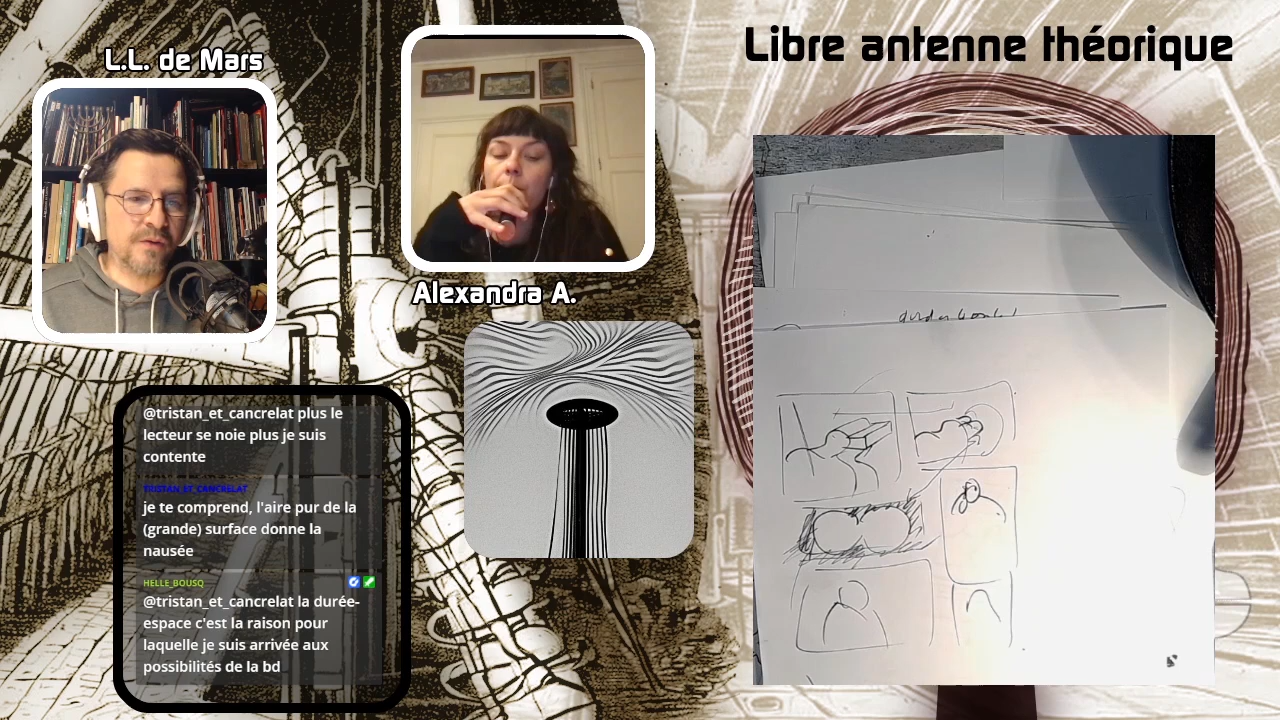 L.L. de Mars
Libre antenne théorique
Alexandra A.
@tristan_et_cancrelat plus le
lecteur se noie plus je suis
contente
TRISTAN_ET_CANCRELAT
je te comprend, l'aire pur de la
(grande) surface donne la
nausée
HELLE_BOUSQ
@tristan_et_cancrelat la durée-
espace c'est la raison pour
laquelle je suis arrivée aux
possibilités de la bd